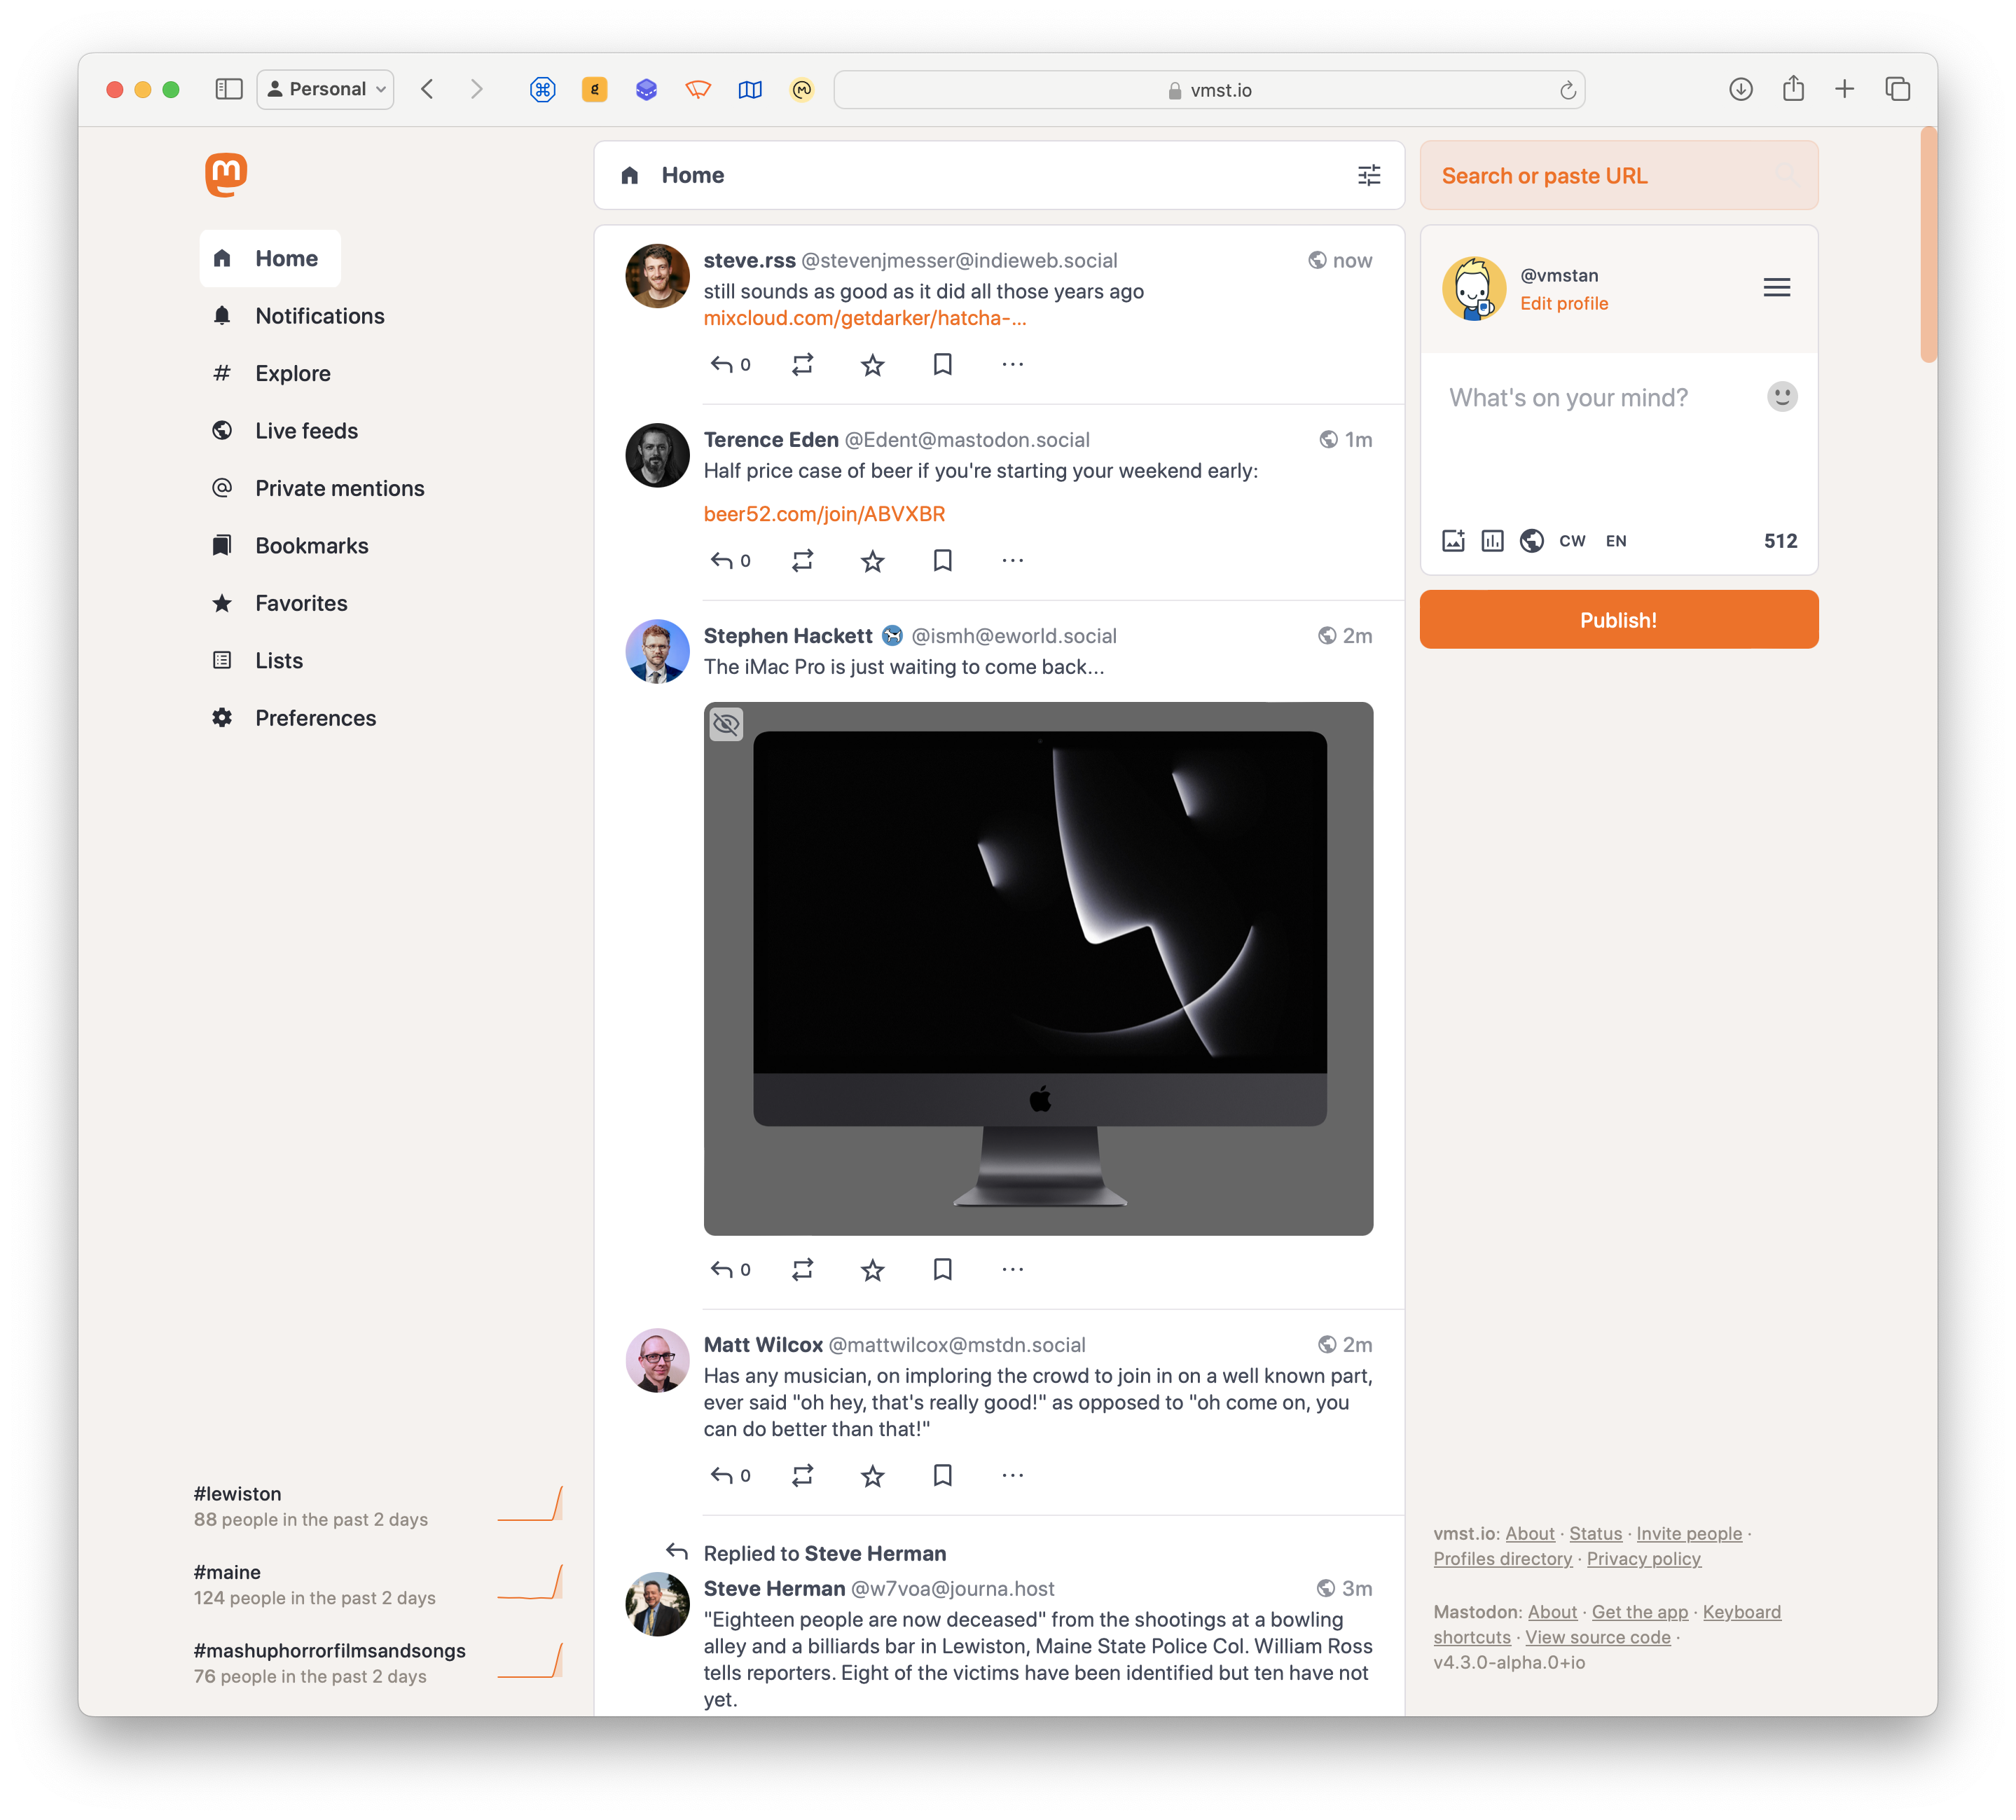 Personal
vmst.io
Home
Notifications
Explore
Live feeds
Private mentions
Bookmarks
Favorites
Lists
Preferences
#lewiston
88 people in the past 2 days
#maine
124 people in the past 2 days
#mashuphorrorfilmsandsongs
76 people in the past 2 days
Home
steve.rss @stevenjmesser@indieweb.social now
still sounds as good as it did all those years ago
mixcloud.com/getdarker/hatcha-...
0
Terence Eden @Edent@mastodon.social 1m
Half price case of beer if you're starting your weekend early:
beer52.com/join/ABVXBR
0
Stephen Hackett @ismh@eworld.social 2m
The iMac Pro is just waiting to come back...
0
Matt Wilcox @mattwilcox@mstdn.social 2m
Has any musician, on imploring the crowd to join in on a well known part,
ever said "oh hey, that's really good!" as opposed to "oh come on, you
can do better than that!"
0
Replied to Steve Herman
Steve Herman @w7voa@journa.host 3m
"Eighteen people are now deceased" from the shootings at a bowling
alley and a billiards bar in Lewiston, Maine State Police Col. William Ross
tells reporters. Eight of the victims have been identified but ten have not
yet.
Search or paste URL
@vmstan
Edit profile
What's on your mind?
CW EN 512
Publish!
vmst.io: About · Status · Invite people ·
Profiles directory · Privacy policy
Mastodon: About · Get the app · Keyboard
shortcuts · View source code ·
v4.3.0-alpha.0+io